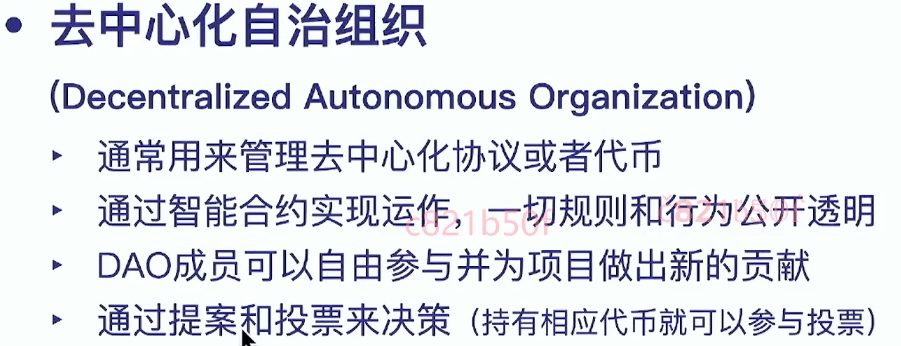 • 去中心化自治组织
(Decentralized Autonomous Organization)
‣ 通常用来管理去中心化协议或者代币
‣ 通过智能合约实现运作，一切规则和行为公开透明
c821b50f
c821b50f
‣ DAO成员可以自由参与并为项目做出新的贡献
‣ 通过提案和投票来决策（持有相应代币就可以参与投票）